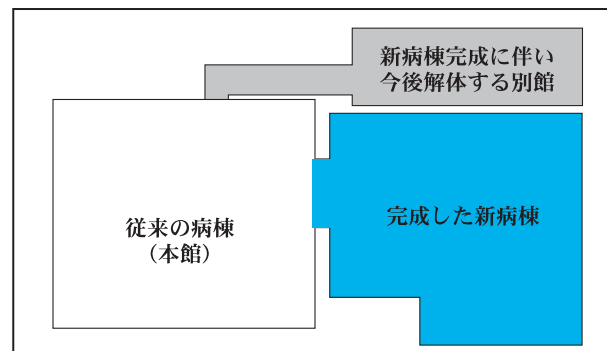 新病棟完成に伴い
今後解体する別館
従来の病棟
（本館）
完成した新病棟